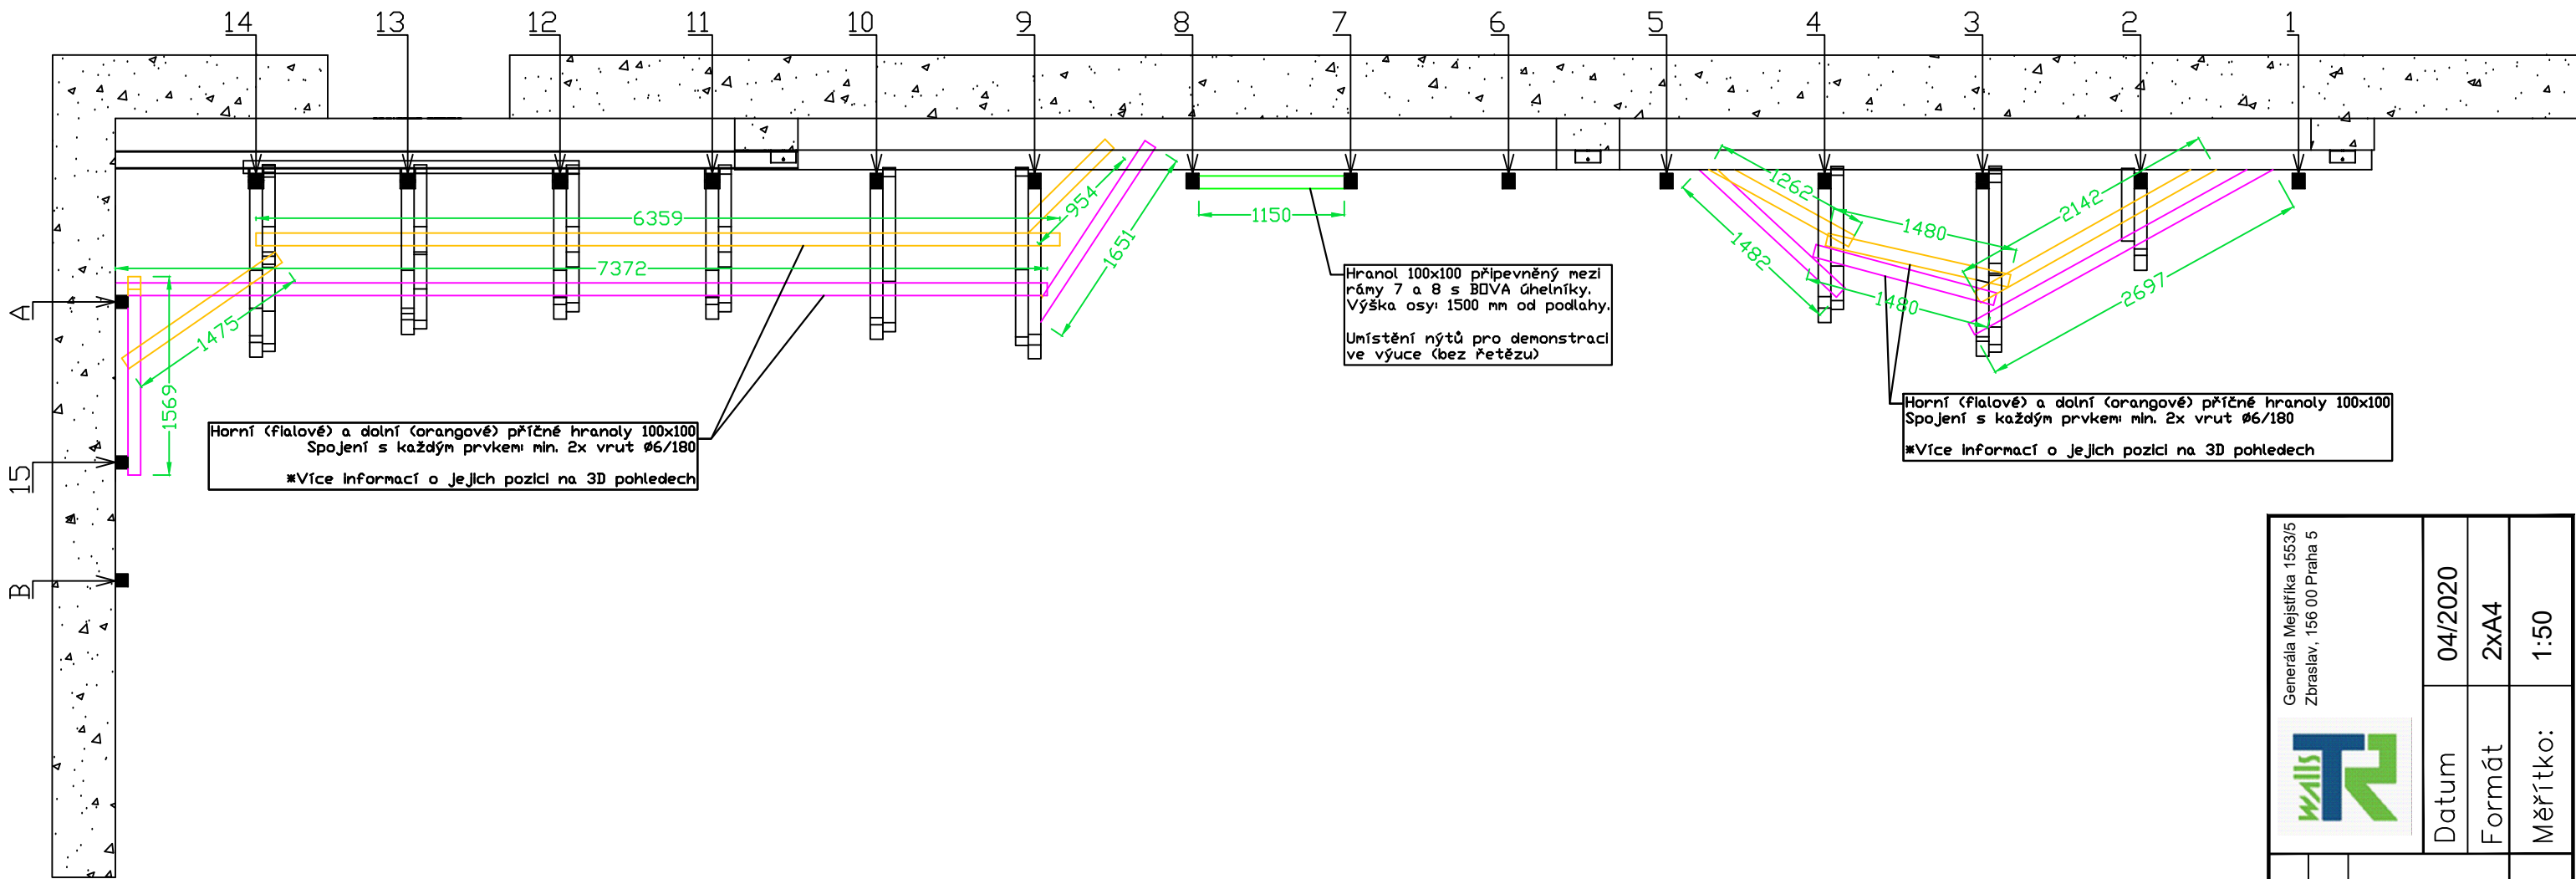 14 13 12 11 10 9 8 7 6 5 4 3 2 1
A
15
B
6359
7372
954
1651
1475
1569
1150
1262
1482
1480
1480
2142
2697
Hranol 100x100 připevněný mezi
rámy 7 a 8 s BOVA úhelníky.
Výška osy: 1500 mm od podlahy.
Umístění nýtů pro demonstraci
ve výuce (bez řetězu)
Horní (fialové) a dolní (orangové) příčné hranoly 100x100
Spojení s každým prvkem: min. 2x vrut Ø6/180
*Více informací o jejich pozici na 3D pohledech
Horní (fialové) a dolní (orangové) příčné hranoly 100x100
Spojení s každým prvkem: min. 2x vrut Ø6/180
*Více informací o jejich pozici na 3D pohledech
Generála Mejstříka 1553/5
Zbraslav, 156 00 Praha 5
TR walls
Datum 04/2020
Formát 2xA4
Měřítko: 1:50